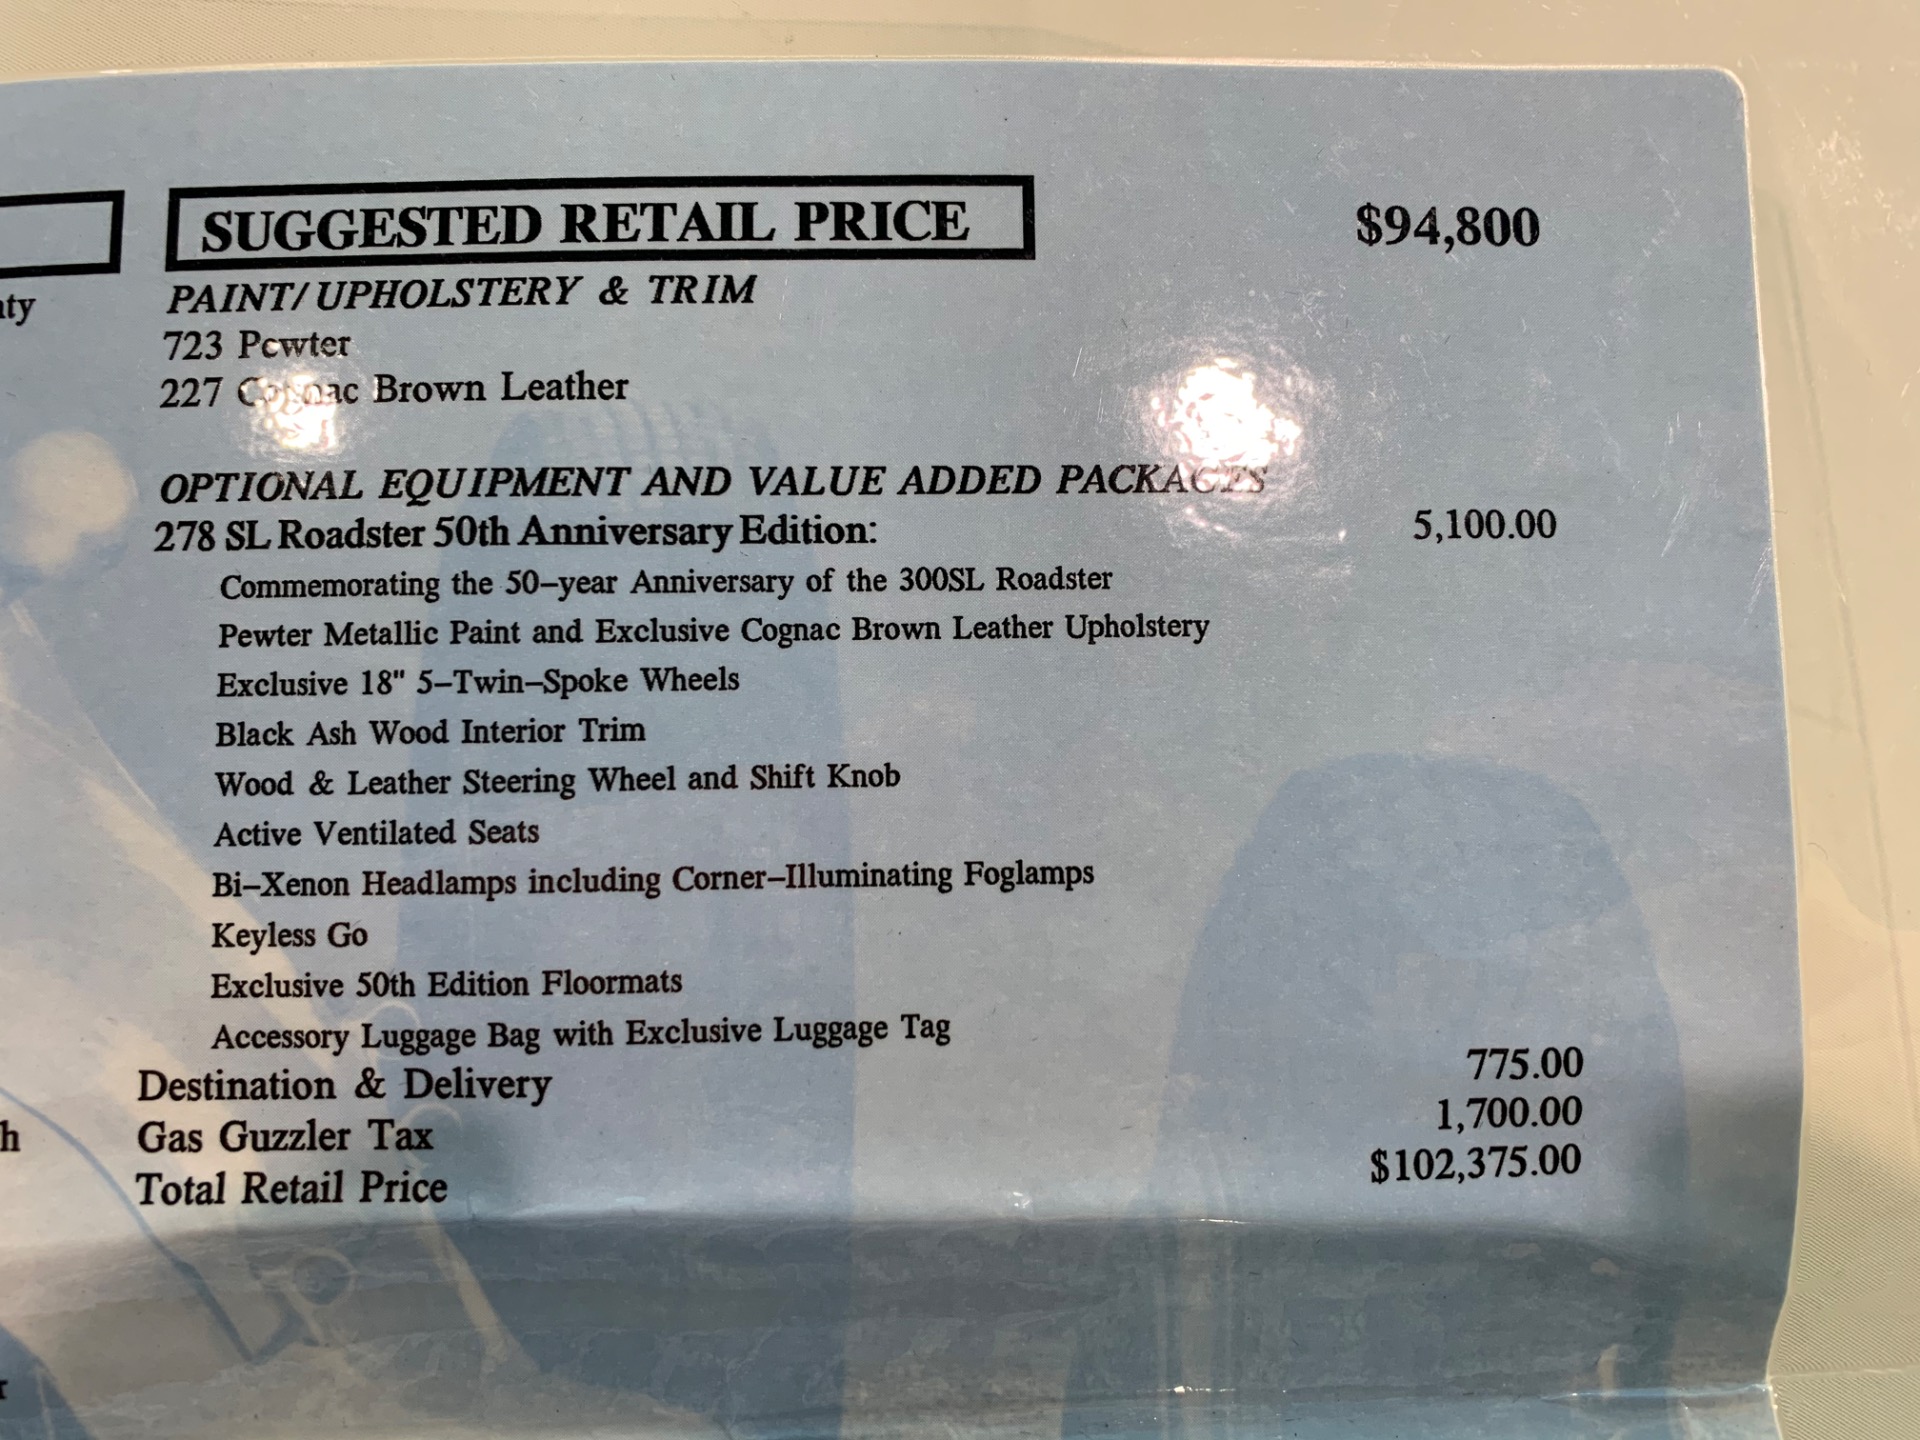 SUGGESTED RETAIL PRICE $94,800
nty
PAINT/UPHOLSTERY & TRIM
723 Pewter
227 Cognac Brown Leather
OPTIONAL EQUIPMENT AND VALUE ADDED PACKAGES
278 SL Roadster 50th Anniversary Edition: 5,100.00
Commemorating the 50-year Anniversary of the 300SL Roadster
Pewter Metallic Paint and Exclusive Cognac Brown Leather Upholstery
Exclusive 18" 5-Twin-Spoke Wheels
Black Ash Wood Interior Trim
Wood & Leather Steering Wheel and Shift Knob
Active Ventilated Seats
Bi-Xenon Headlamps including Corner-Illuminating Foglamps
Keyless Go
Exclusive 50th Edition Floormats
Accessory Luggage Bag with Exclusive Luggage Tag
Destination & Delivery 775.00
h
Gas Guzzler Tax 1,700.00
Total Retail Price $102,375.00